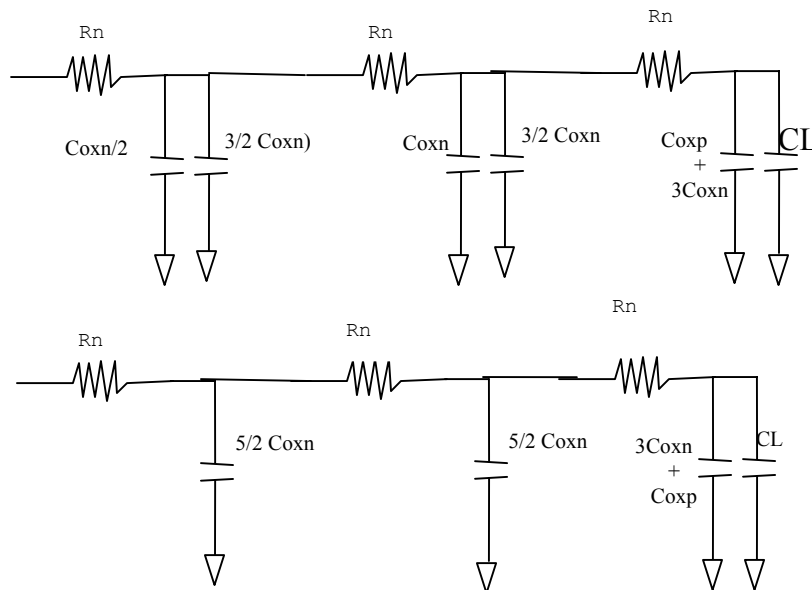 Rn
Rn
Rn
Coxn/2
3/2 Coxn)
Coxn
3/2 Coxn
Coxp
+
3Coxn
CL
Rn
Rn
Rn
5/2 Coxn
5/2 Coxn
3Coxn
+
Coxp
CL